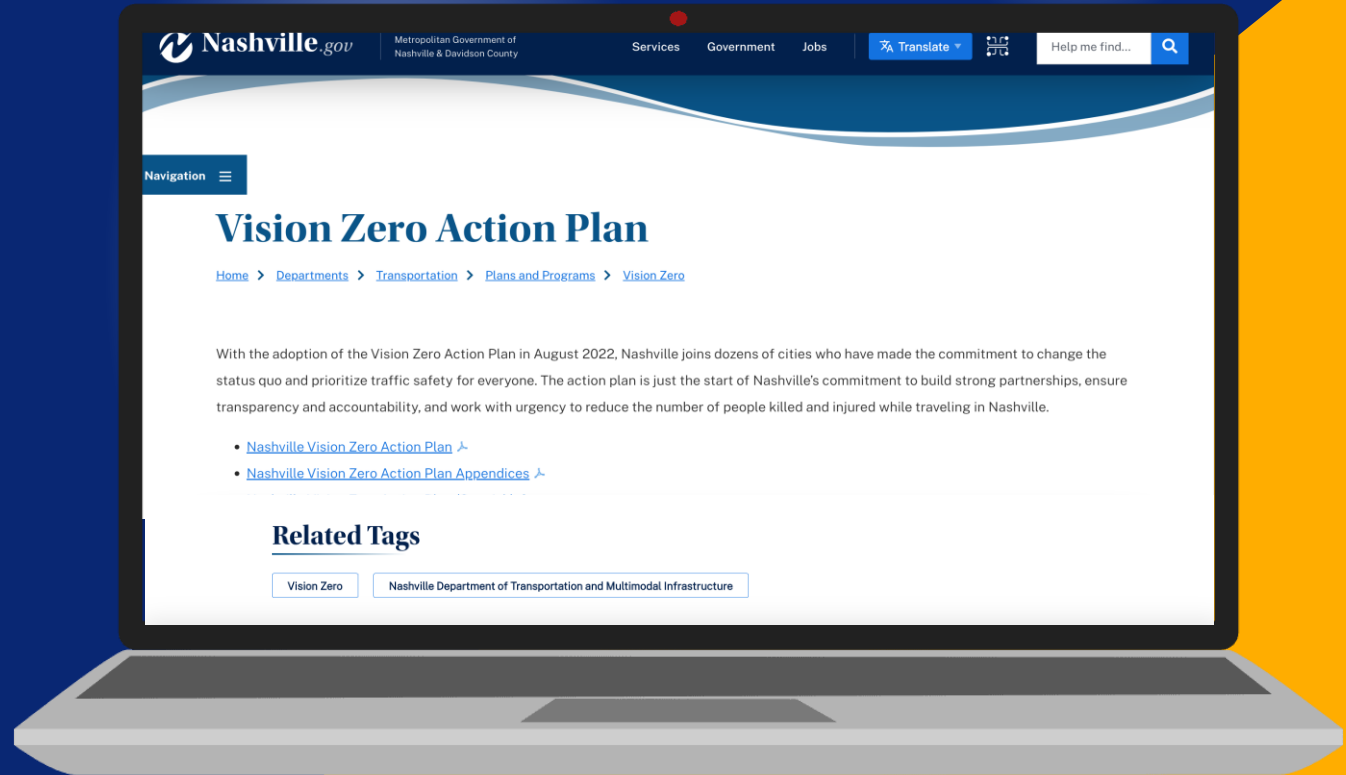 Nashville.gov
Metropolitan Government of
Nashville & Davidson County
Services Government Jobs Translate Help me find...
Navigation
Vision Zero Action Plan
Home > Departments > Transportation > Plans and Programs > Vision Zero
With the adoption of the Vision Zero Action Plan in August 2022, Nashville joins dozens of cities who have made the commitment to change the
status quo and prioritize traffic safety for everyone. The action plan is just the start of Nashville's commitment to build strong partnerships, ensure
transparency and accountability, and work with urgency to reduce the number of people killed and injured while traveling in Nashville.
• Nashville Vision Zero Action Plan
• Nashville Vision Zero Action Plan Appendices
Related Tags
Vision Zero Nashville Department of Transportation and Multimodal Infrastructure